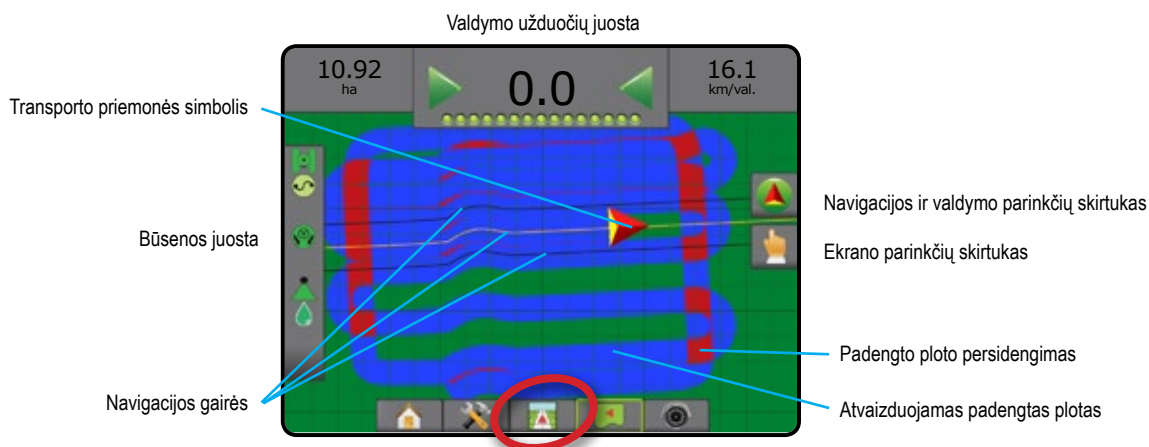 Valdymo užduočių juosta
10.92
ha
0.0
16.1
km/val.
Transporto priemonės simbolis
Navigacijos ir valdymo parinkčių skirtukas
Būsenos juosta
Ekrano parinkčių skirtukas
Padengto ploto persidengimas
Navigacijos gairės
Atvaizduojamas padengtas plotas